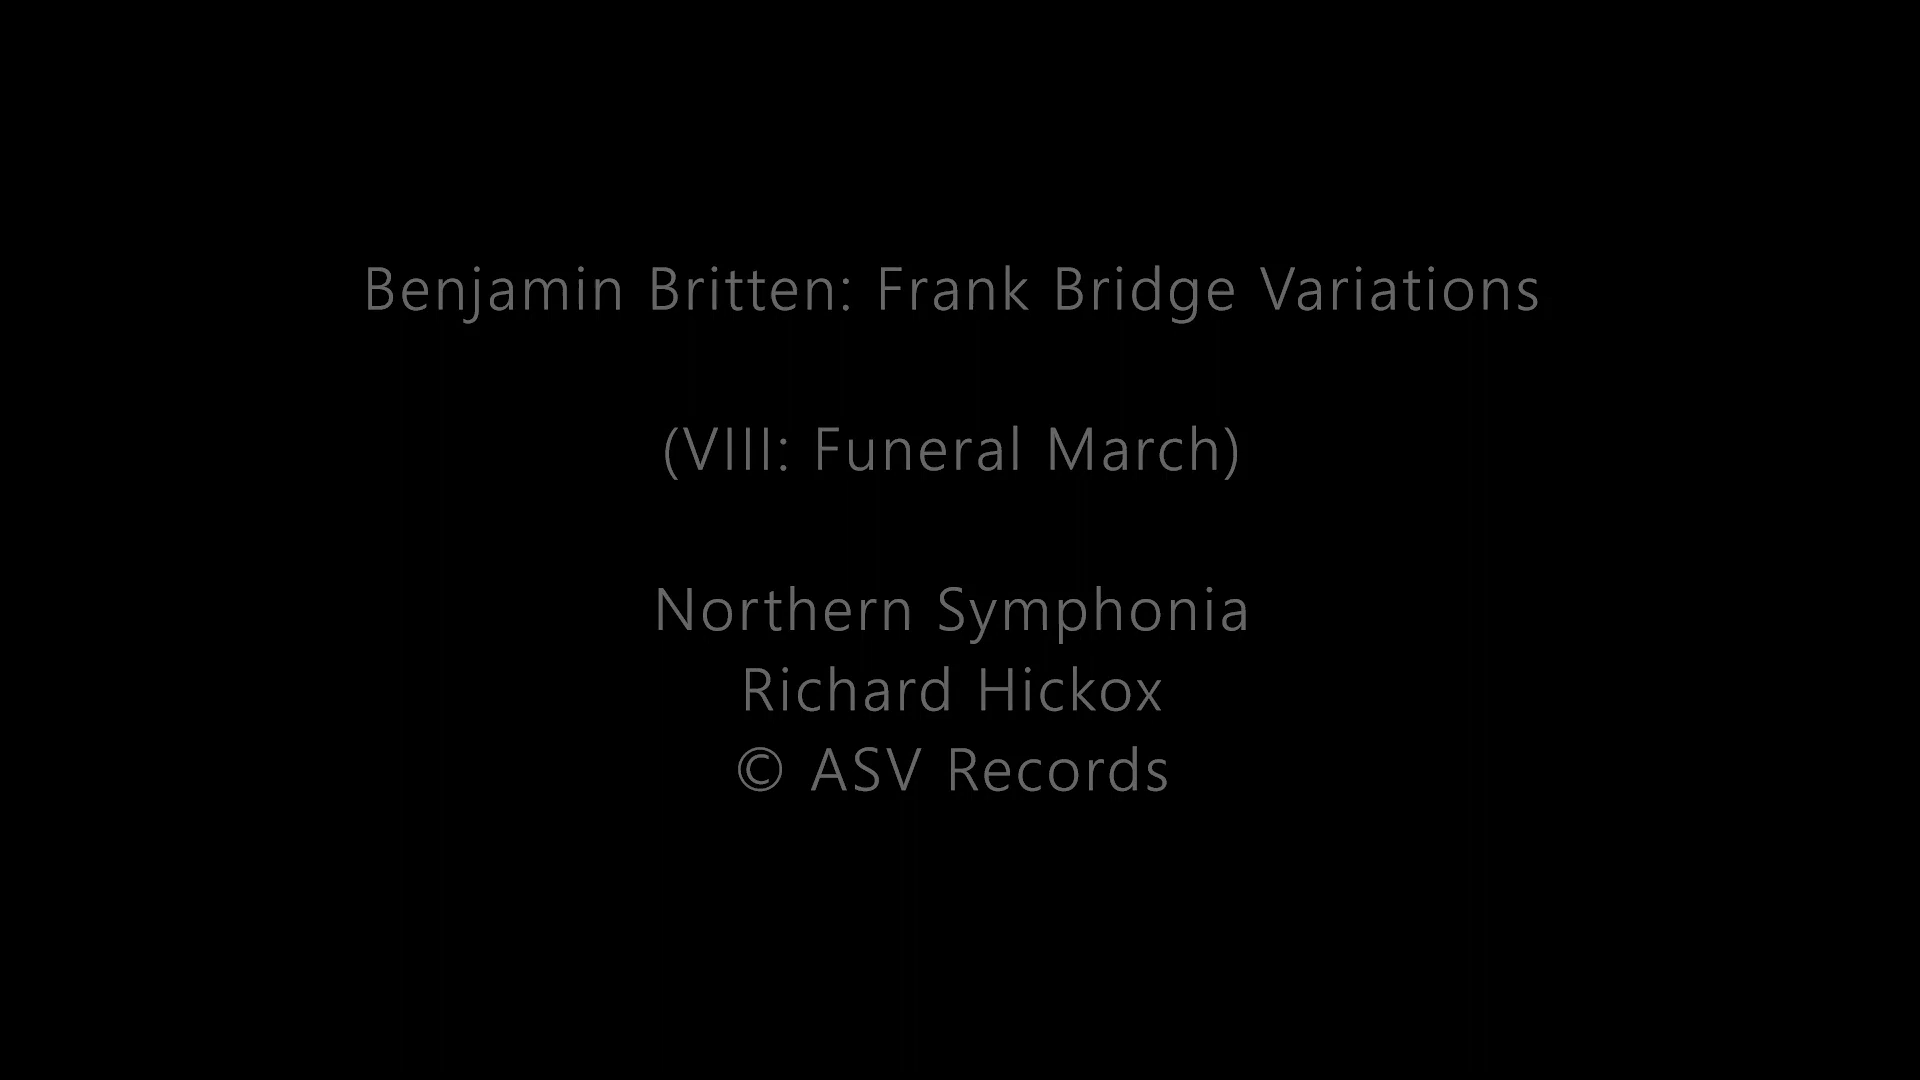 Benjamin Britten: Frank Bridge Variations
(VIII: Funeral March)
Northern Symphonia
Richard Hickox
© ASV Records